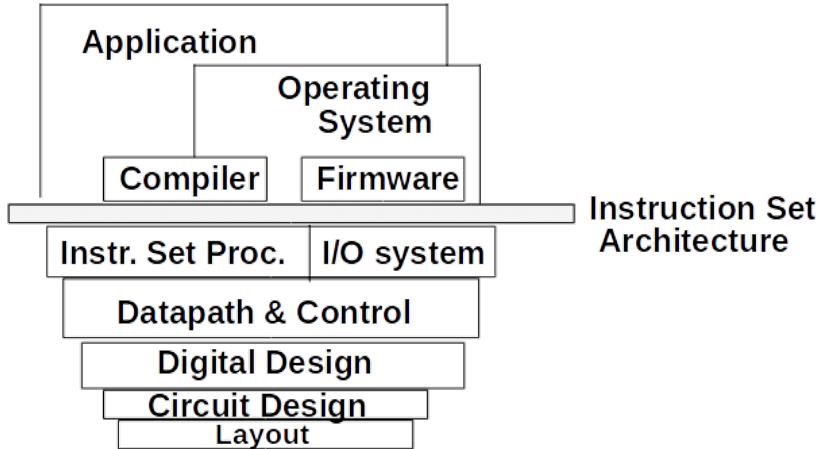 Application
Operating
System
Compiler
Firmware
Instruction Set
Architecture
Instr. Set Proc.
I/O system
Datapath & Control
Digital Design
Circuit Design
Layout